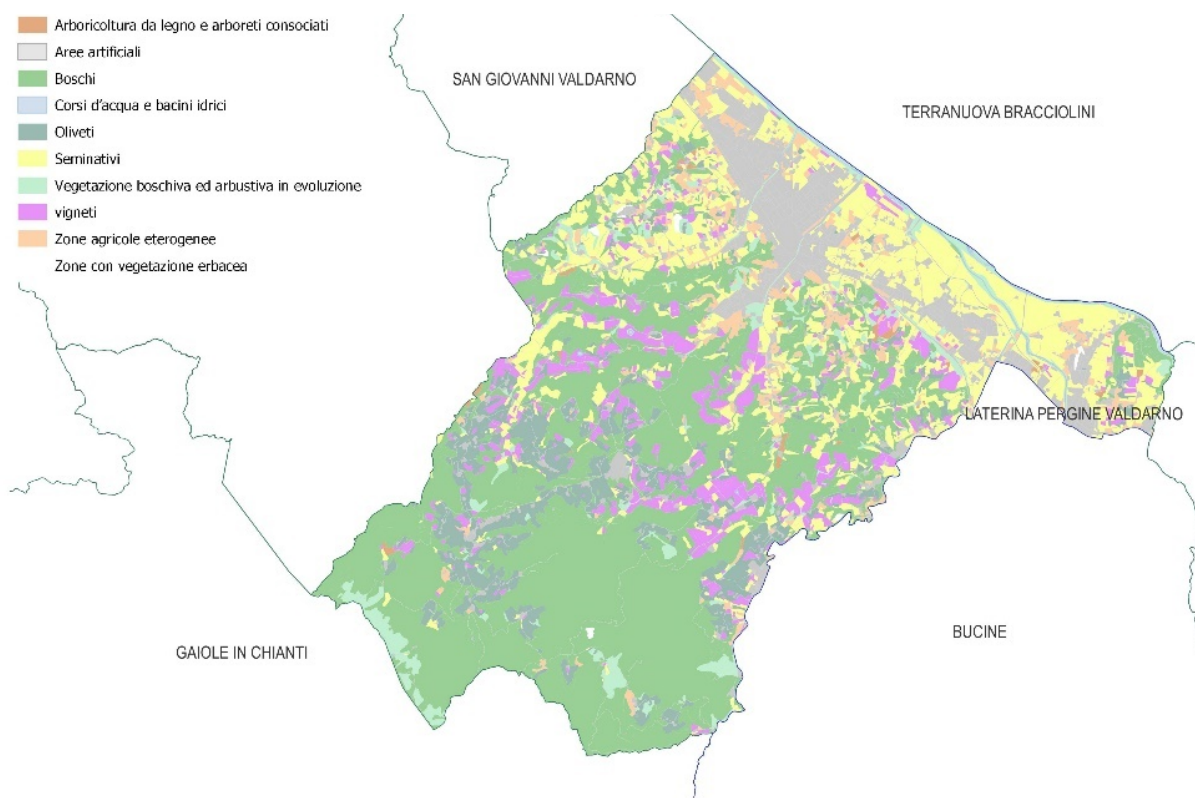 Arboricoltura da legno e arboreti consociati
Aree artificiali
Boschi
Corsi d'acqua e bacini idrici
Oliveti
Seminativi
Vegetazione boschiva ed arbustiva in evoluzione
vigneti
Zone agricole eterogenee
Zone con vegetazione erbacea
SAN GIOVANNI VALDARNO
TERRANUOVA BRACCIOLINI
LATERINA PERGINE VALDARNO
GAIOLE IN CHIANTI
BUCINE